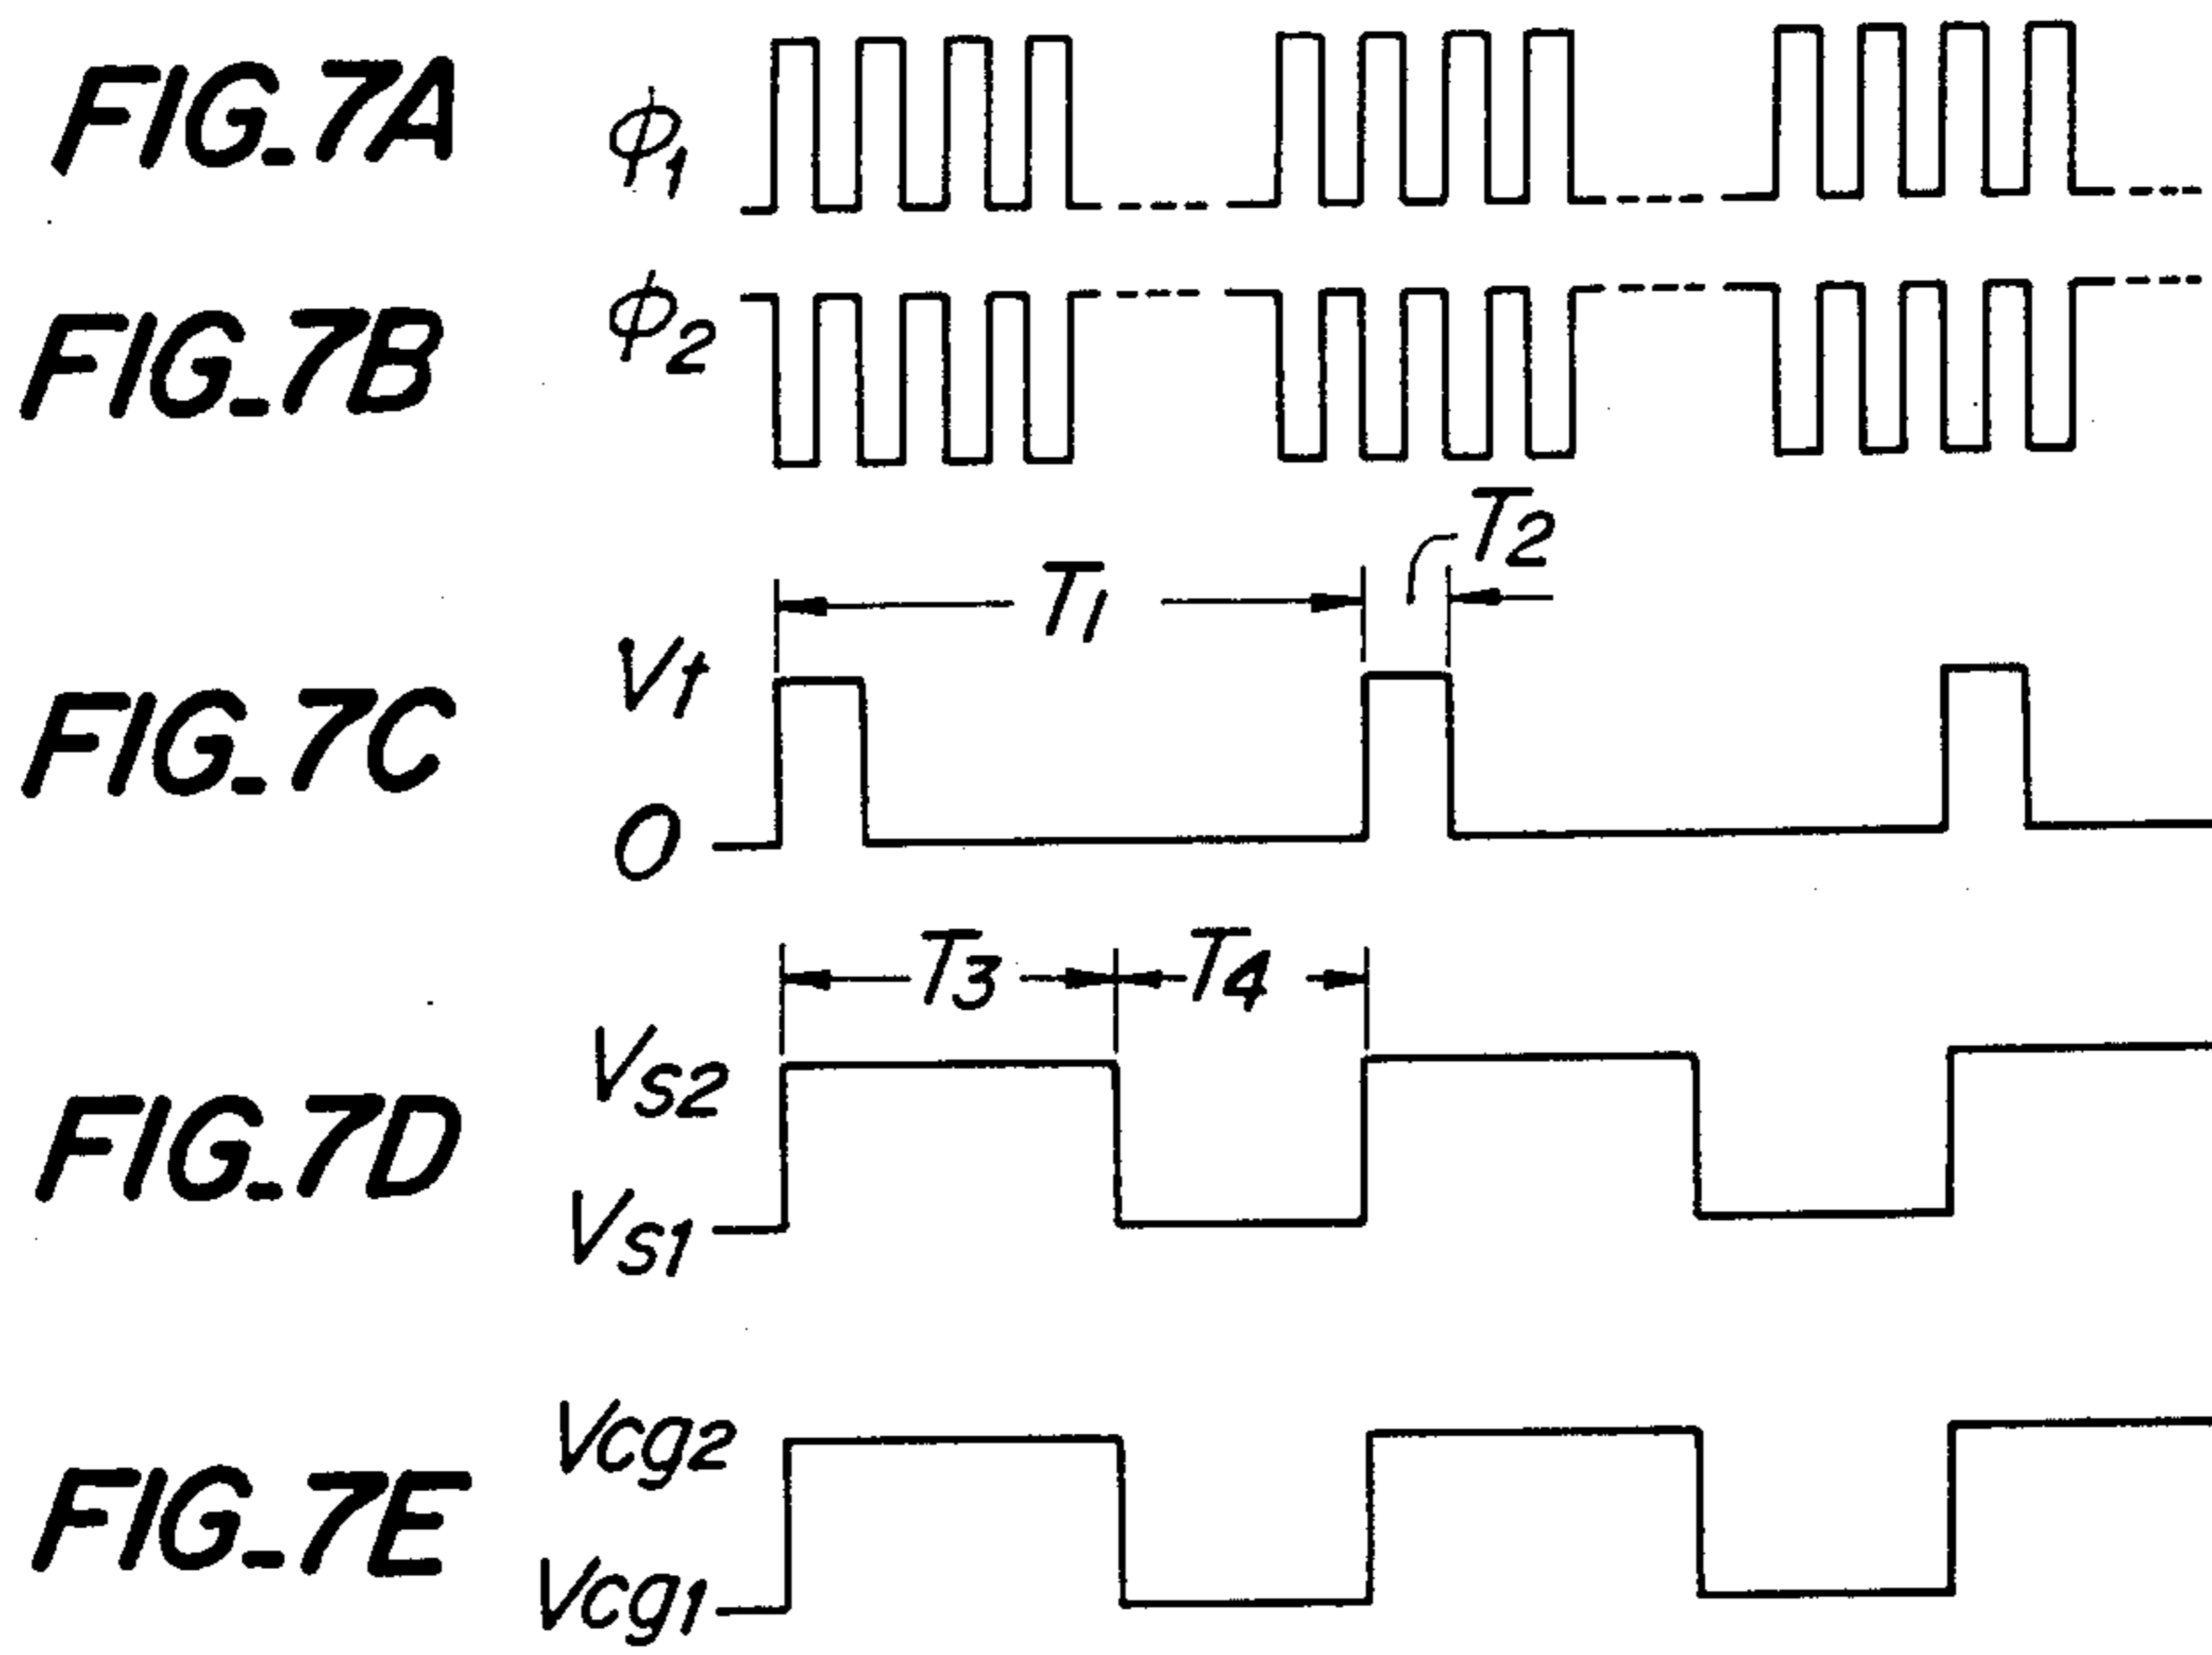 FIG_7A
ϕ1
FIG_7B
ϕ2
FIG_7C
T1
T2
Vt
0
FIG_7D
T3
T4
VS2
VS1
FIG_7E
Vcg2
Vcg1